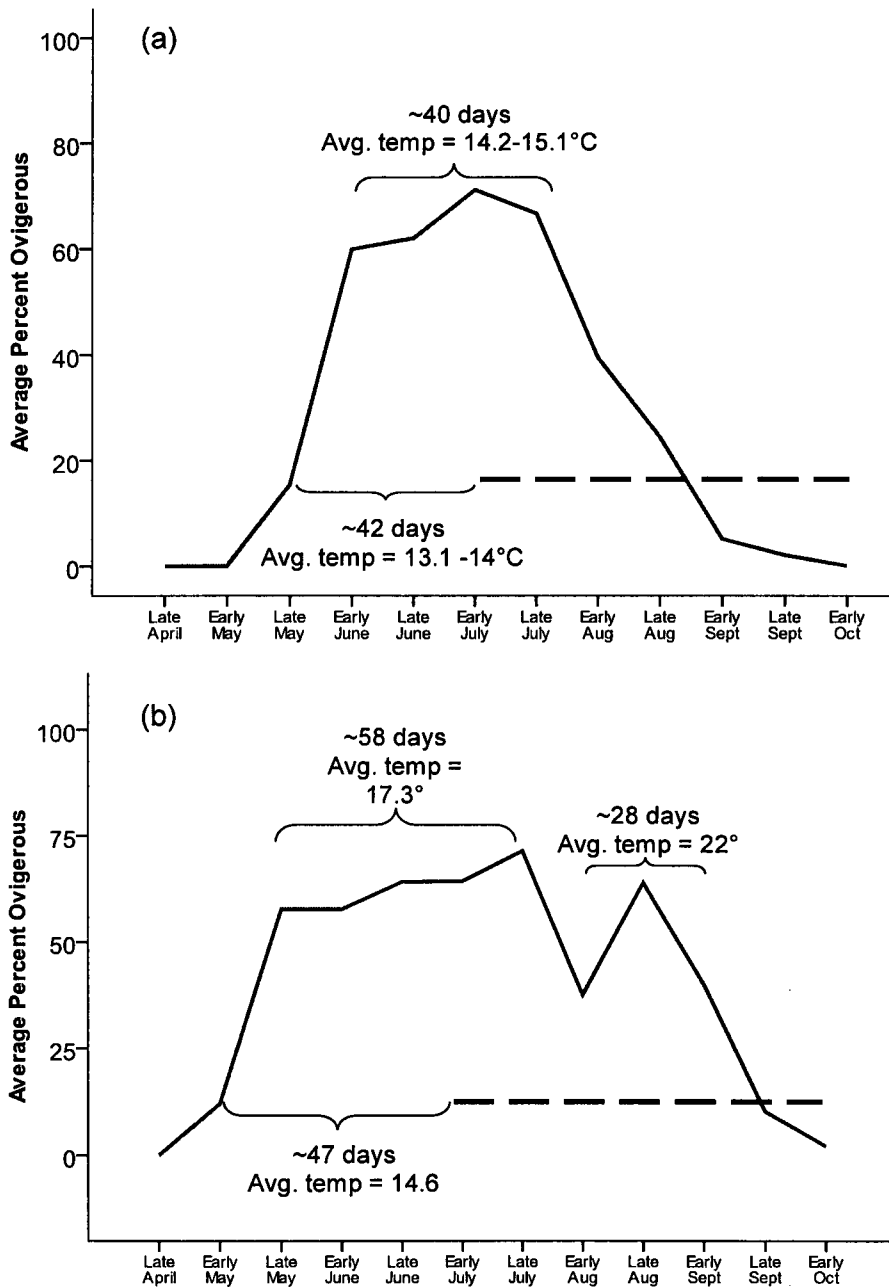 (a)
Average Percent Ovigerous
100
80
60
40
20
0
~40 days
Avg. temp = 14.2-15.1°C
~42 days
Avg. temp = 13.1 -14°C
Late April
Early May
Late May
Early June
Late June
Early July
Late July
Early Aug
Late Aug
Early Sept
Late Sept
Early Oct
(b)
Average Percent Ovigerous
100
75
50
25
0
~58 days
Avg. temp =
17.3°
~28 days
Avg. temp = 22°
~47 days
Avg. temp = 14.6
Late April
Early May
Late May
Early June
Late June
Early July
Late July
Early Aug
Late Aug
Early Sept
Late Sept
Early Oct